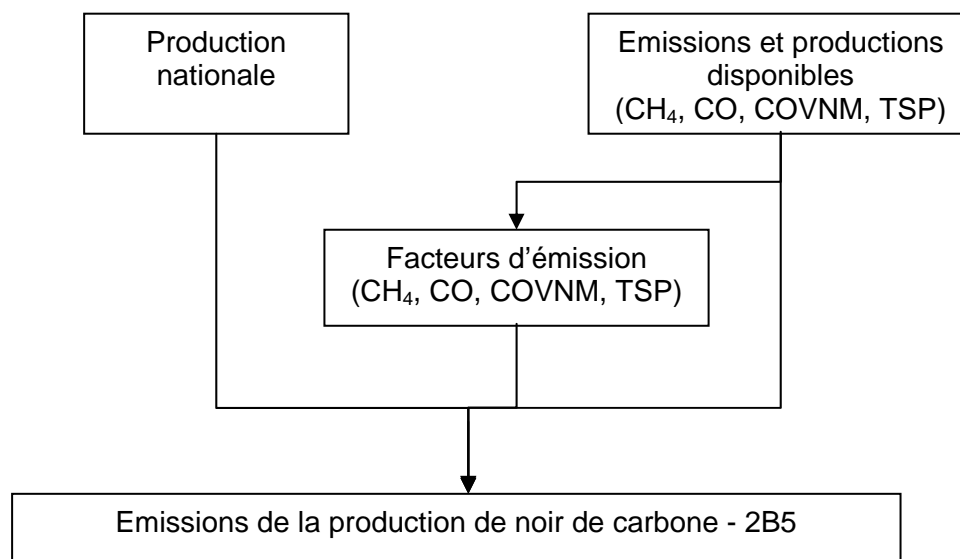 Production
nationale
Emissions et productions
disponibles
(CH₄, CO, COVNM, TSP)
Facteurs d’émission
(CH₄, CO, COVNM, TSP)
Emissions de la production de noir de carbone - 2B5